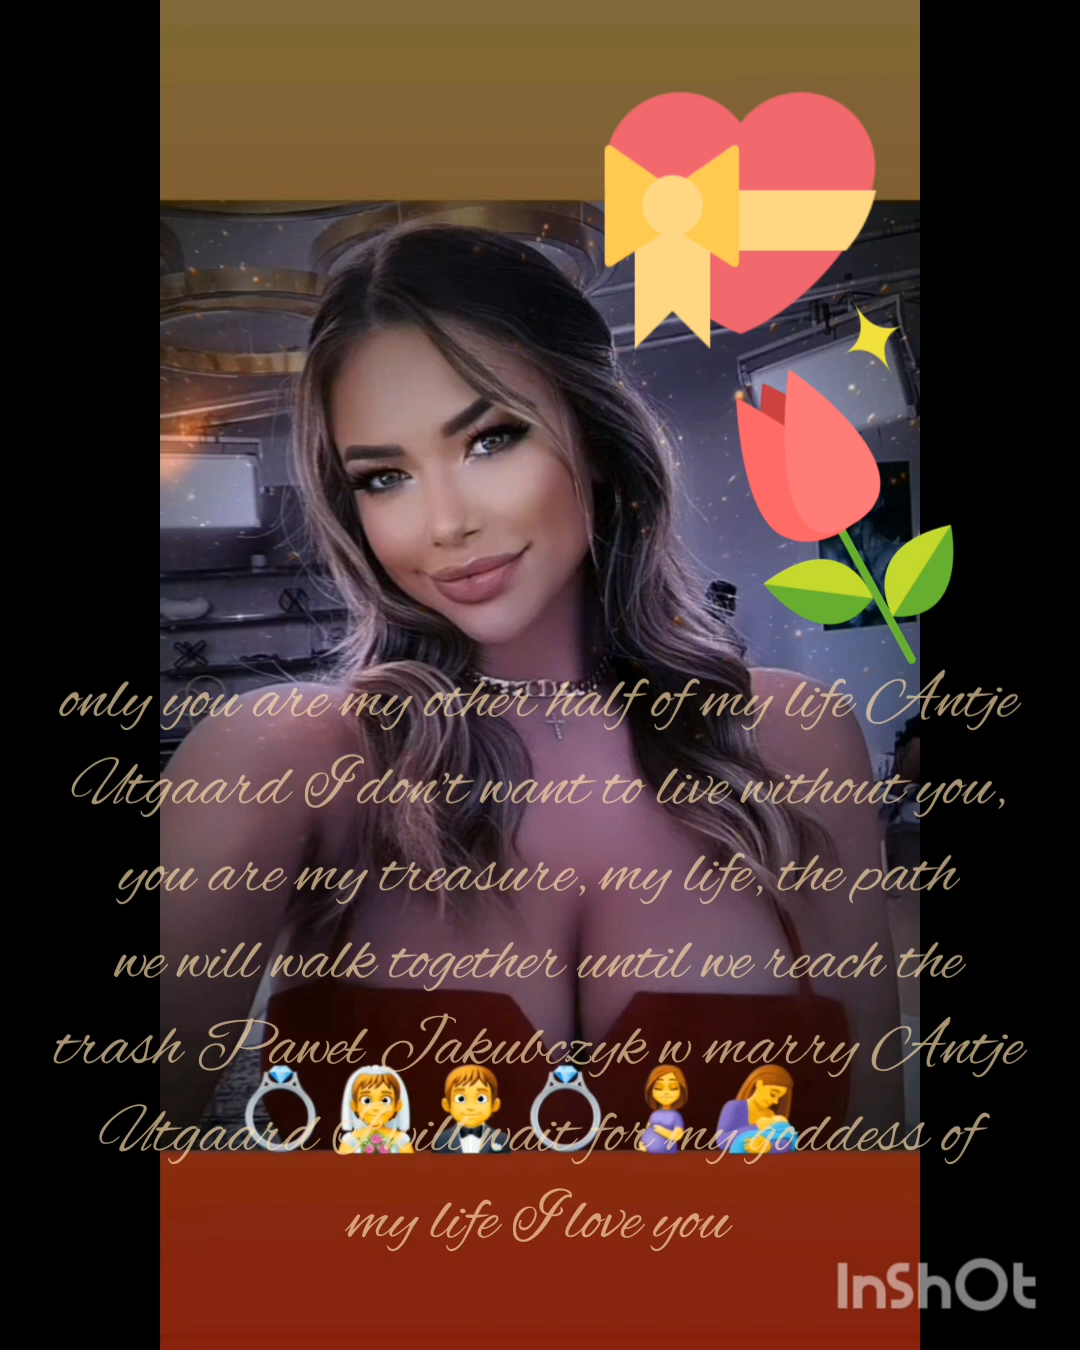 only you are my other half of my life Antje
Utgaard I don't want to live without you,
you are my treasure, my life, the path
we will walk together until we reach the
trash Paweł Jakubczyk w marry Antje
Utgaard I will wait for my goddess of
my life I love you
InShOt